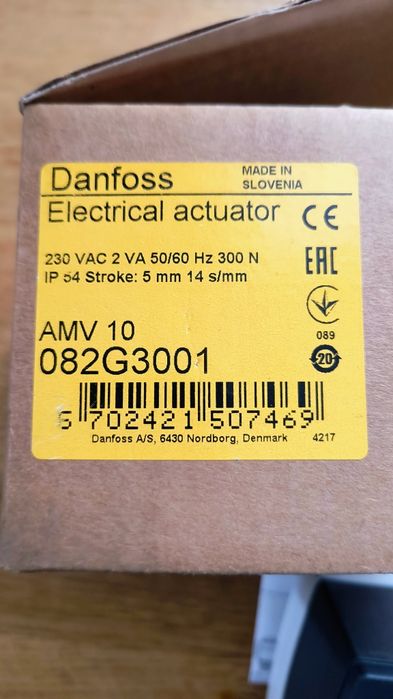 Danfoss
MADE IN
SLOVENIA
Electrical actuator
CE
230 VAC 2 VA 50/60 Hz 300 N
IP 54 Stroke: 5 mm 14 s/mm
EAC
089
AMV 10
082G3001
20
5 702421 507469
Danfoss A/S, 6430 Nordborg, Denmark
4217